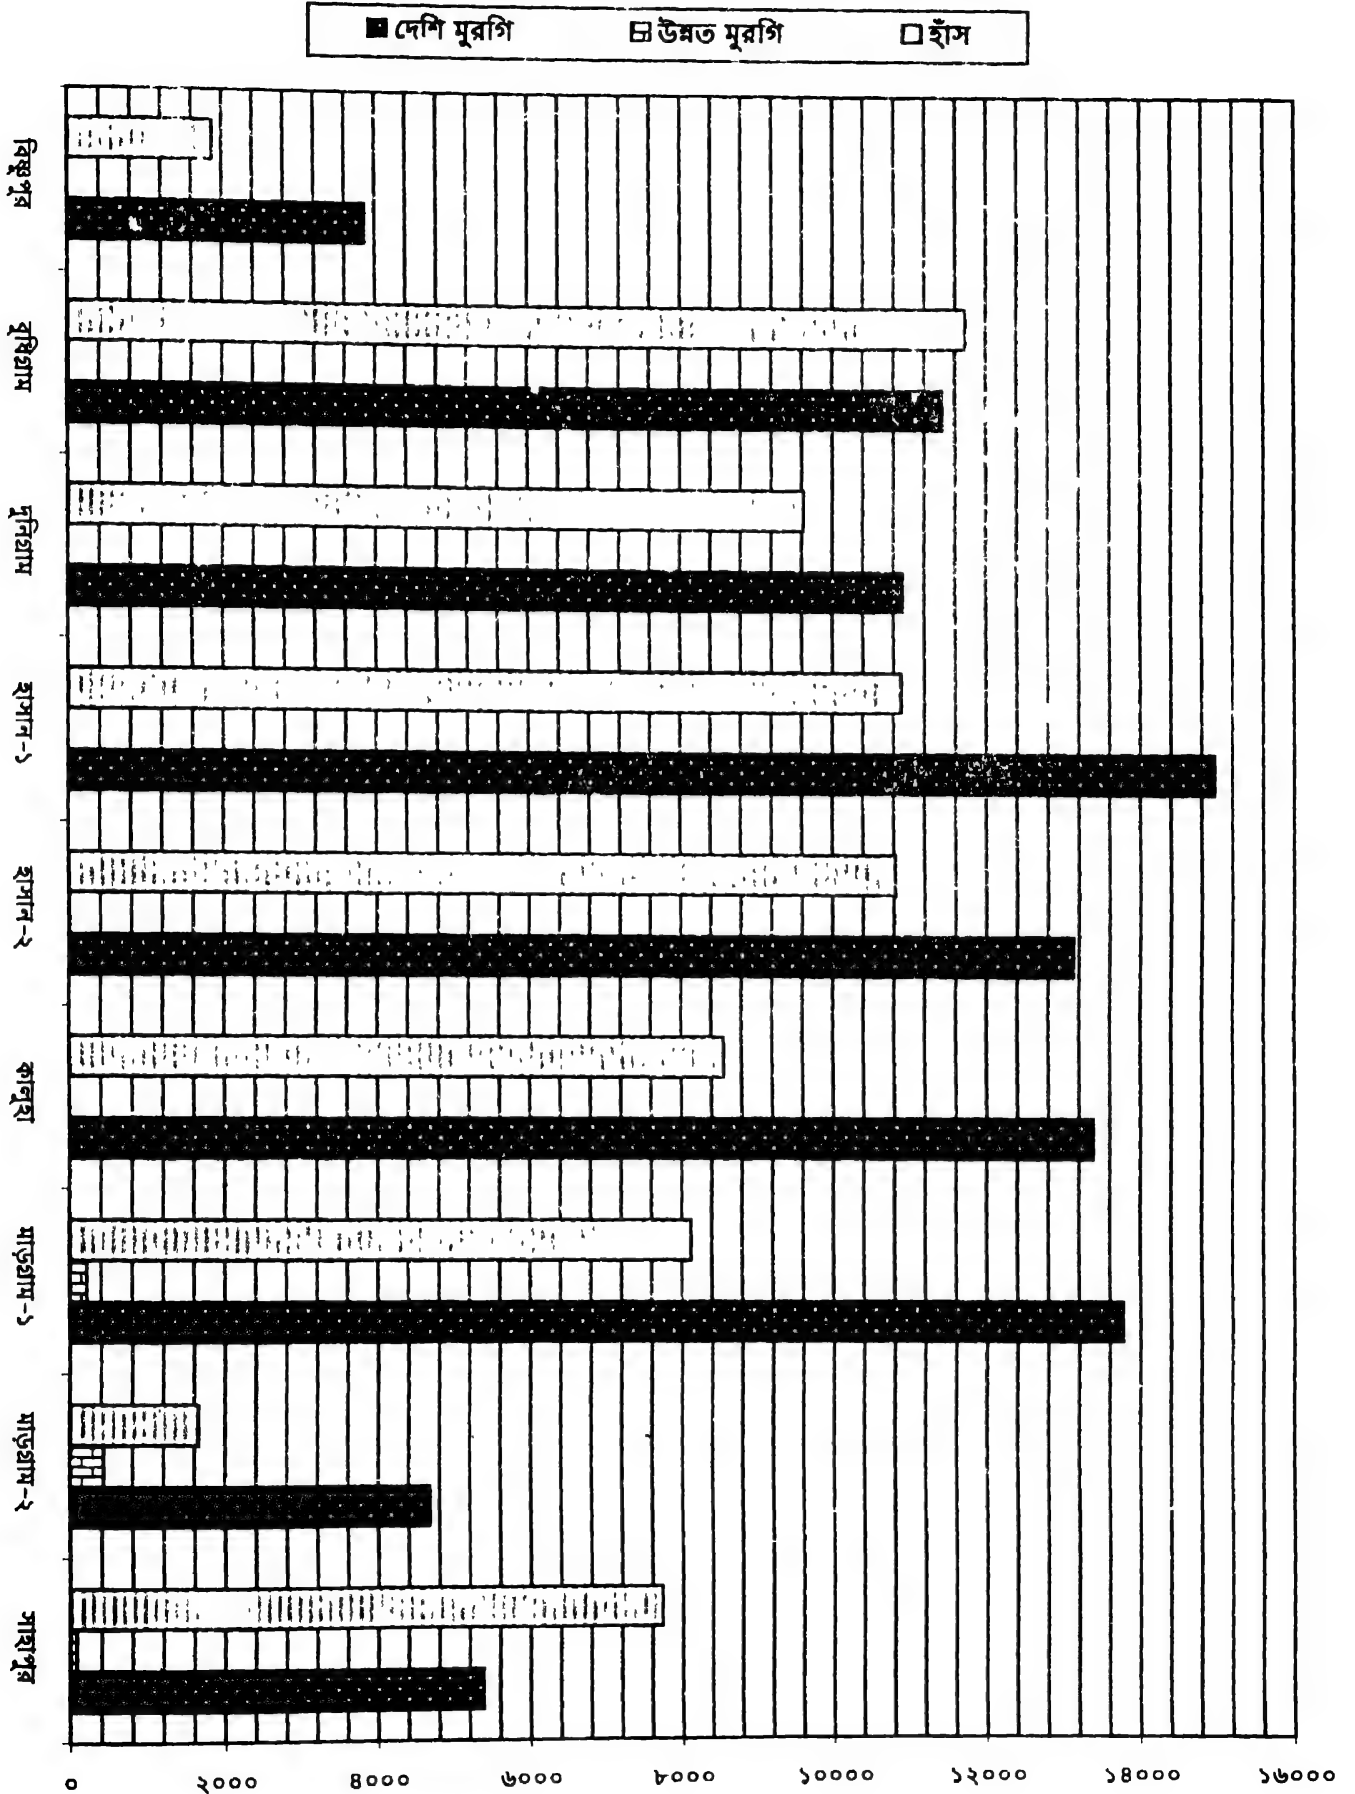 দেশি মুরগি উন্নত মুরগি হাঁস
বিষ্ণুপুর
বুধিগ্রাম
দুনিগ্রাম
হাসান-১
হাসান-২
কালুহা
মাড়গ্রাম-১
মাড়গ্রাম-২
সাহাপুর
০ ২০০০ ৪০০০ ৬০০০ ৮০০০ ১০০০০ ১২০০০ ১৪০০০ ১৬০০০